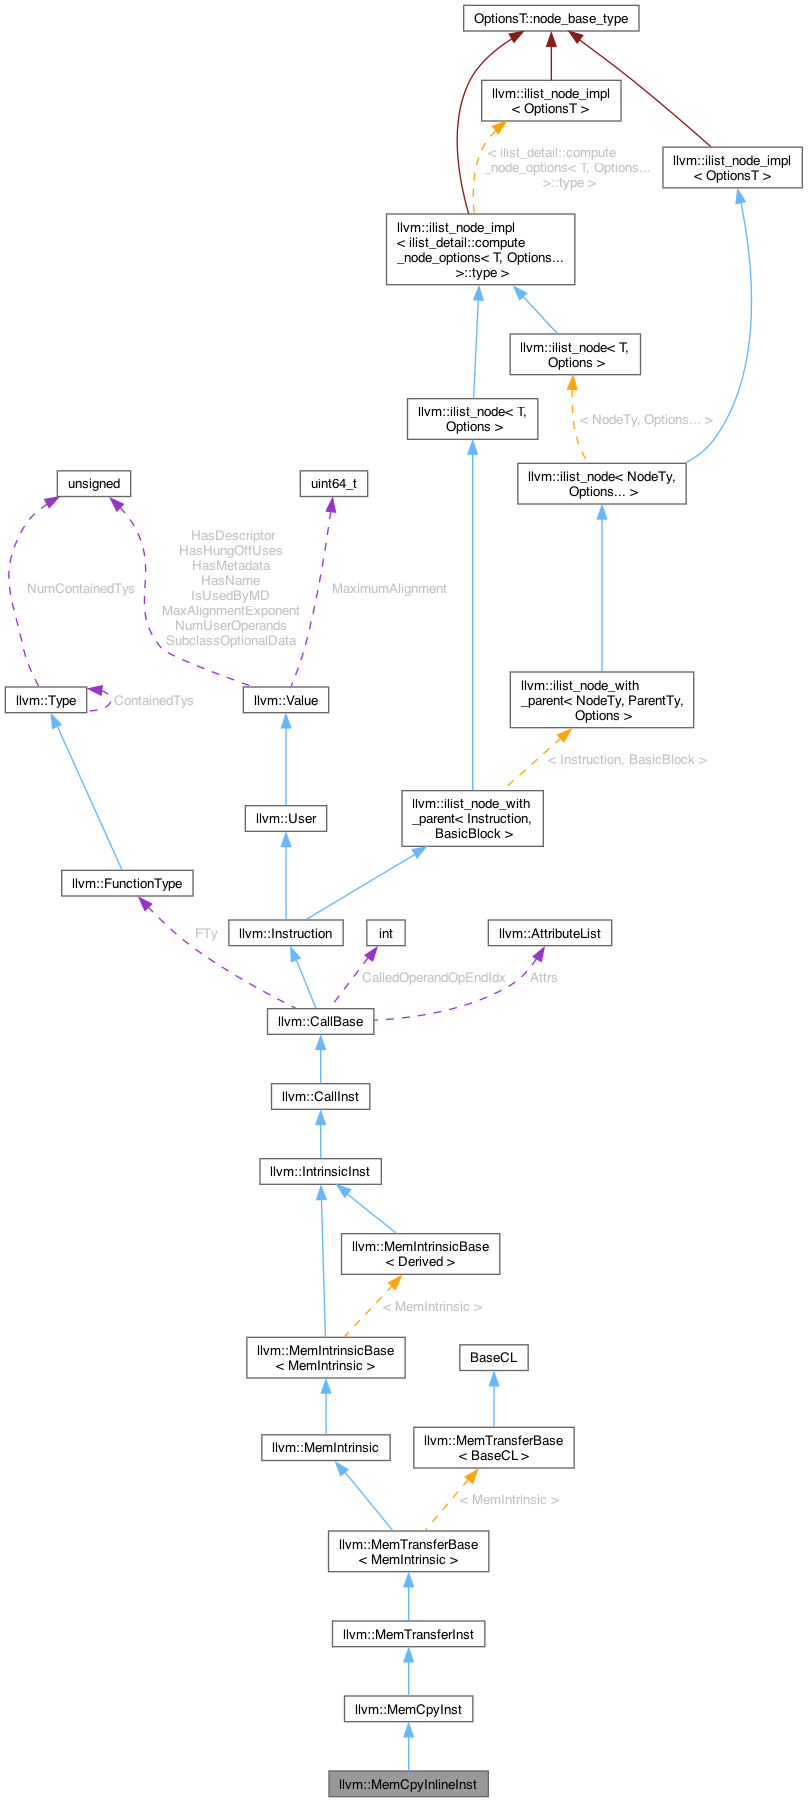 OptionsT::node_base_type
llvm::ilist_node_impl
< OptionsT >
llvm::ilist_node_impl
< OptionsT >
< ilist_detail::compute
_node_options< T, Options...
>::type >
llvm::ilist_node_impl
< ilist_detail::compute
_node_options< T, Options...
>::type >
llvm::ilist_node< T,
Options >
llvm::ilist_node< T,
Options >
< NodeTy, Options... >
llvm::ilist_node< NodeTy,
Options... >
unsigned
uint64_t
NumContainedTys
HasDescriptor
HasHungOffUses
HasMetadata
HasName
IsUsedByMD
MaxAlignmentExponent
NumUserOperands
SubclassOptionalData
MaximumAlignment
llvm::Type
ContainedTys
llvm::Value
llvm::ilist_node_with
_parent< NodeTy, ParentTy,
Options >
< Instruction, BasicBlock >
llvm::User
llvm::ilist_node_with
_parent< Instruction,
BasicBlock >
llvm::FunctionType
FTy
llvm::Instruction
int
llvm::AttributeList
CalledOperandOpEndIdx
Attrs
llvm::CallBase
llvm::CallInst
llvm::IntrinsicInst
llvm::MemIntrinsicBase
< Derived >
< MemIntrinsic >
llvm::MemIntrinsicBase
< MemIntrinsic >
BaseCL
llvm::MemIntrinsic
llvm::MemTransferBase
< BaseCL >
< MemIntrinsic >
llvm::MemTransferBase
< MemIntrinsic >
llvm::MemTransferInst
llvm::MemCpyInst
llvm::MemCpyInlineInst